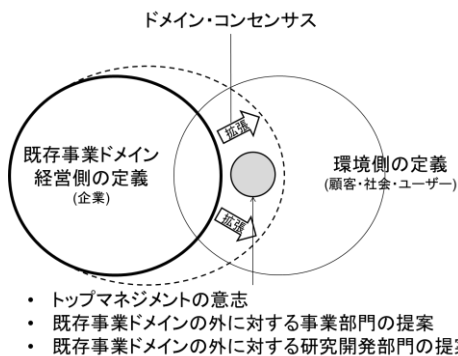 ドメイン・コンセンサス
既存事業ドメイン
経営側の定義
(企業)
拡張
拡張
環境側の定義
(顧客・社会・ユーザー)
• トップマネジメントの意志
• 既存事業ドメインの外に対する事業部門の提案
• 既存事業ドメインの外に対する研究開発部門の提